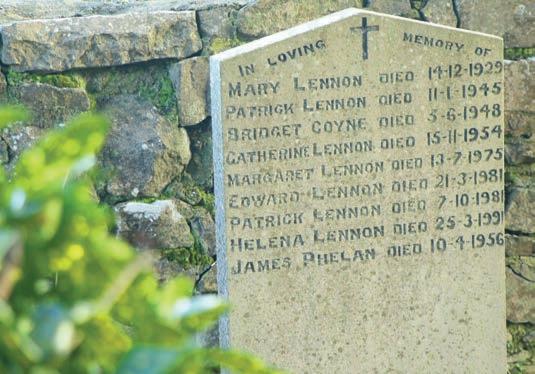 IN LOVING MEMORY OF
MARY LENNON DIED 14-12-1929
PATRICK LENNON DIED 11-1-1945
BRIDGET COYNE DIED 5-6-1948
CATHERINE LENNON DIED 15-11-1954
MARGARET LENNON DIED 13-7-1975
EDWARD LENNON DIED 21-3-1981
PATRICK LENNON DIED 7-10-1981
HELENA LENNON DIED 25-3-1991
JAMES PHELAN DIED 10-4-1956